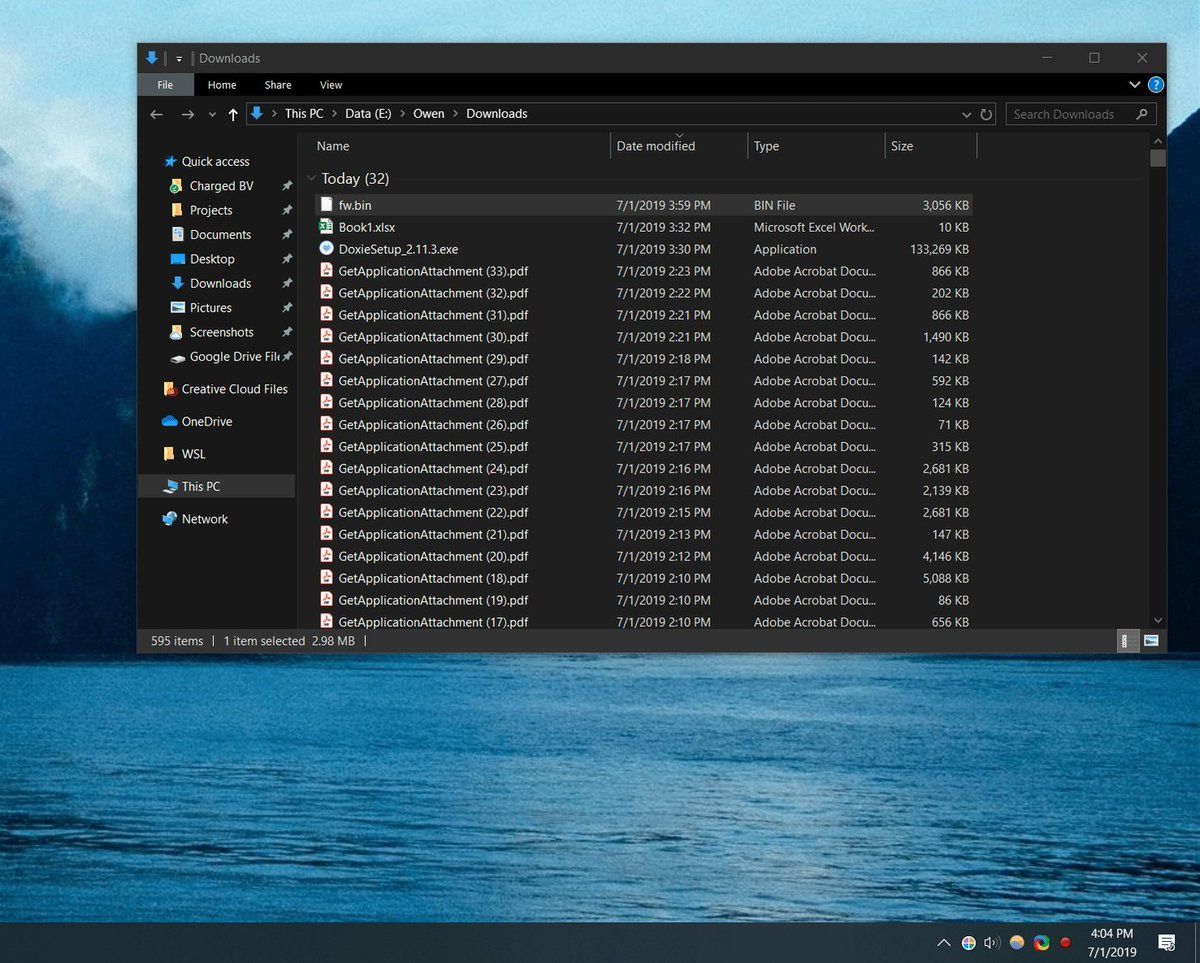 Downloads
File Home Share View
?
This PC Data (E:) Owen Downloads
Search Downloads
Name Date modified Type Size
Quick access
Charged BV
Projects
Documents
Desktop
Downloads
Pictures
Screenshots
Google Drive Fil
Creative Cloud Files
OneDrive
WSL
This PC
Network
Today (32)
fw.bin 7/1/2019 3:59 PM BIN File 3,056 KB
Book1.xlsx 7/1/2019 3:32 PM Microsoft Excel Work... 10 KB
DoxieSetup_2.11.3.exe 7/1/2019 3:30 PM Application 133,269 KB
GetApplicationAttachment (33).pdf 7/1/2019 2:23 PM Adobe Acrobat Docu... 866 KB
GetApplicationAttachment (32).pdf 7/1/2019 2:22 PM Adobe Acrobat Docu... 202 KB
GetApplicationAttachment (31).pdf 7/1/2019 2:21 PM Adobe Acrobat Docu... 866 KB
GetApplicationAttachment (30).pdf 7/1/2019 2:21 PM Adobe Acrobat Docu... 1,490 KB
GetApplicationAttachment (29).pdf 7/1/2019 2:18 PM Adobe Acrobat Docu... 142 KB
GetApplicationAttachment (27).pdf 7/1/2019 2:17 PM Adobe Acrobat Docu... 592 KB
GetApplicationAttachment (28).pdf 7/1/2019 2:17 PM Adobe Acrobat Docu... 124 KB
GetApplicationAttachment (26).pdf 7/1/2019 2:17 PM Adobe Acrobat Docu... 71 KB
GetApplicationAttachment (25).pdf 7/1/2019 2:17 PM Adobe Acrobat Docu... 315 KB
GetApplicationAttachment (24).pdf 7/1/2019 2:16 PM Adobe Acrobat Docu... 2,681 KB
GetApplicationAttachment (23).pdf 7/1/2019 2:16 PM Adobe Acrobat Docu... 2,139 KB
GetApplicationAttachment (22).pdf 7/1/2019 2:15 PM Adobe Acrobat Docu... 2,681 KB
GetApplicationAttachment (21).pdf 7/1/2019 2:13 PM Adobe Acrobat Docu... 147 KB
GetApplicationAttachment (20).pdf 7/1/2019 2:12 PM Adobe Acrobat Docu... 4,146 KB
GetApplicationAttachment (18).pdf 7/1/2019 2:10 PM Adobe Acrobat Docu... 5,088 KB
GetApplicationAttachment (19).pdf 7/1/2019 2:10 PM Adobe Acrobat Docu... 86 KB
GetApplicationAttachment (17).pdf 7/1/2019 2:10 PM Adobe Acrobat Docu... 656 KB
595 items 1 item selected 2.98 MB
4:04 PM
7/1/2019